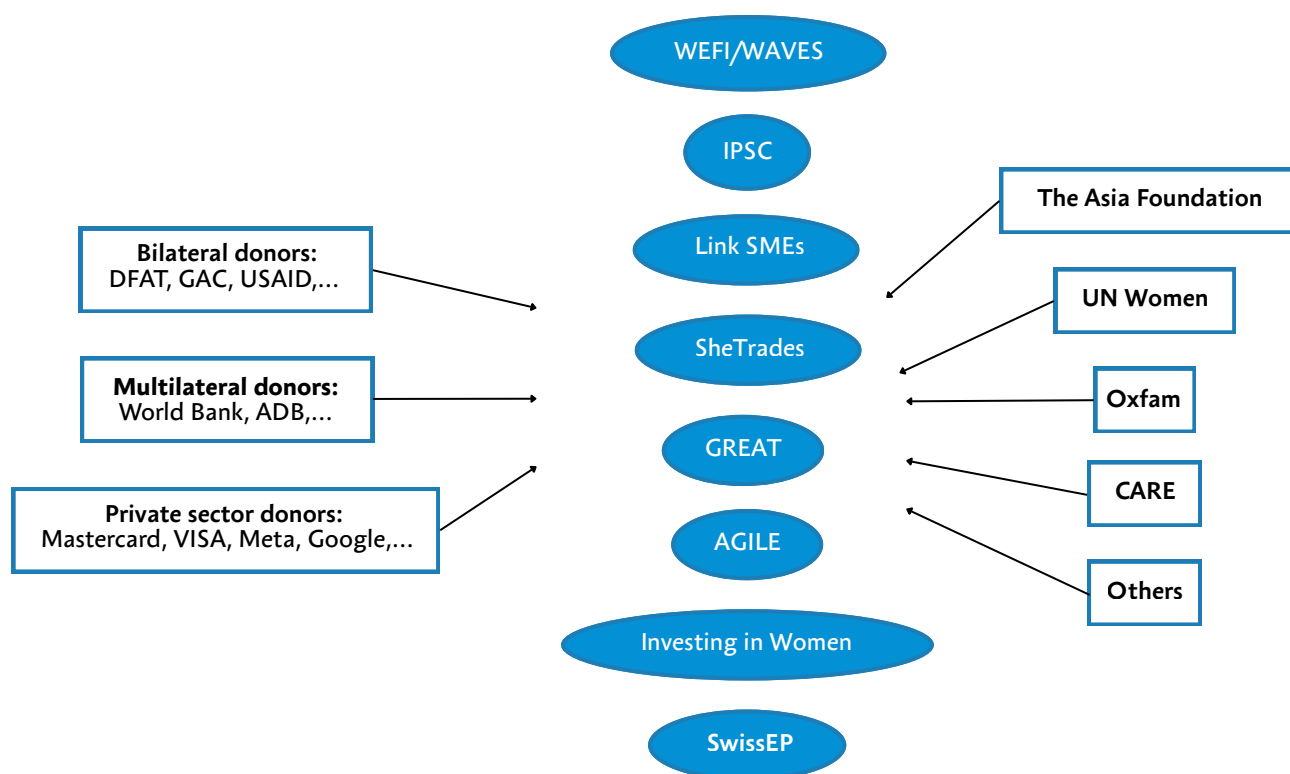 WEFI/WAVES
IPSC
Link SMEs
SheTrades
GREAT
AGILE
Investing in Women
SwissEP
Bilateral donors:
DFAT, GAC, USAID,...
Multilateral donors:
World Bank, ADB,...
Private sector donors:
Mastercard, VISA, Meta, Google,...
The Asia Foundation
UN Women
Oxfam
CARE
Others